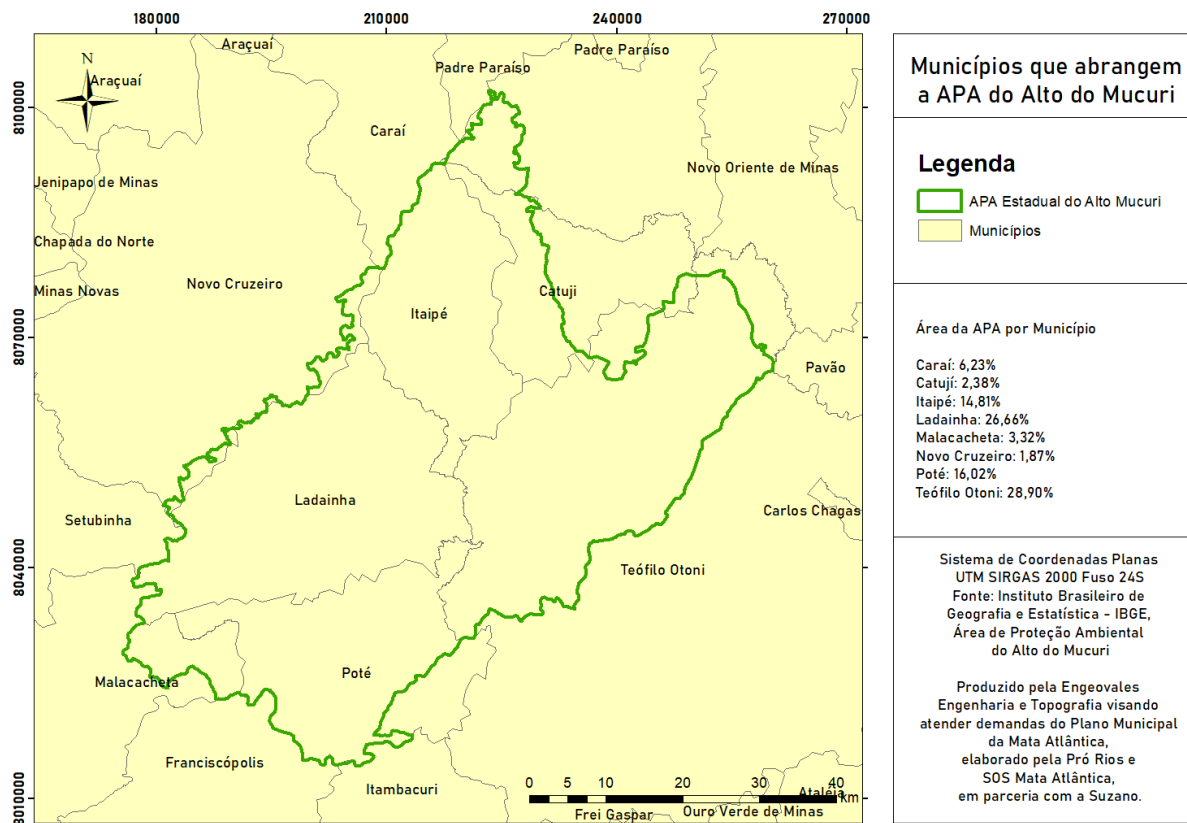 180000
210000
240000
270000
8100000
8070000
8040000
8010000
N
Araçuaí
Araçuaí
Padre Paraíso
Padre Paraíso
Caraí
Novo Oriente de Minas
Jenipapo de Minas
Chapada do Norte
Minas Novas
Novo Cruzeiro
Catuji
Itaipé
Pavão
Ladainha
Setubinha
Carlos Chagas
Teófilo Otoni
Malacacheta
Poté
Franciscópolis
Itambacuri
Ataléia
0 5 10 20 30 40
km
Frei Gaspar
Ouro Verde de Minas
Municípios que abrangem
a APA do Alto do Mucuri
Legenda
APA Estadual do Alto Mucuri
Municípios
Área da APA por Município
Caraí: 6,23%
Catují: 2,38%
Itaipé: 14,81%
Ladainha: 26,66%
Malacacheta: 3,32%
Novo Cruzeiro: 1,87%
Poté: 16,02%
Teófilo Otoni: 28,90%
Sistema de Coordenadas Planas
UTM SIRGAS 2000 Fuso 24S
Fonte: Instituto Brasileiro de
Geografia e Estatística - IBGE,
Área de Proteção Ambiental
do Alto do Mucuri
Produzido pela Engeovales
Engenharia e Topografia visando
atender demandas do Plano Municipal
da Mata Atlântica,
elaborado pela Pró Rios e
SOS Mata Atlântica,
em parceria com a Suzano.